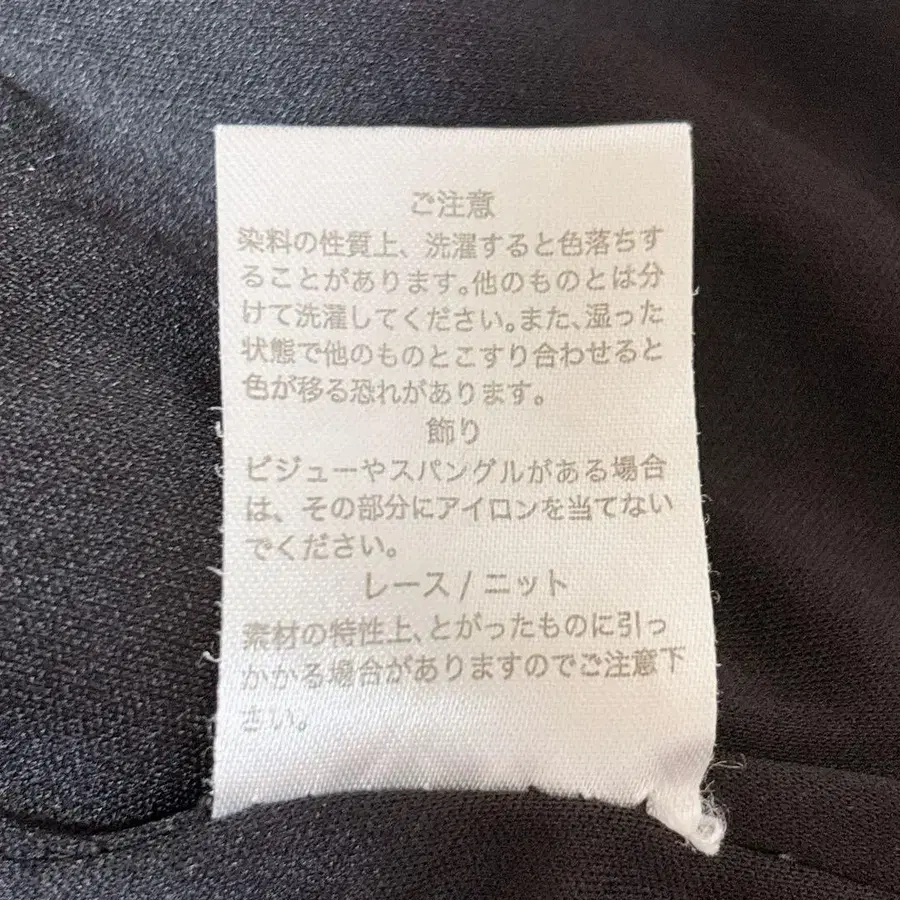 ご注意
染料の性質上、洗濯すると色落ちす
ることがあります。他のものとは分
けて洗濯してください。また、湿った
状態で他のものとこすり合わせると
色が移る恐れがあります。
飾り
ビジューやスパングルがある場合
は、その部分にアイロンを当てない
でください。
レース / ニット
素材の特性上、とがったものに引っ
かかる場合がありますのでご注意下
さい。